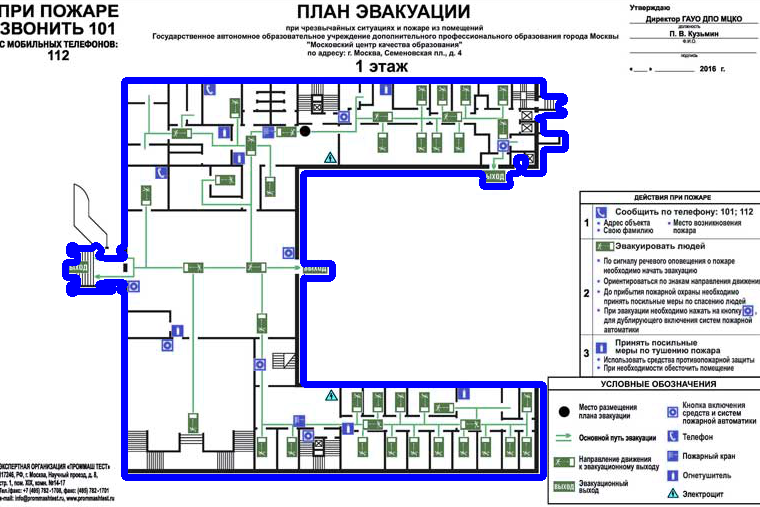 ПРИ ПОЖАРЕ
ЗВОНИТЬ 101
С МОБИЛЬНЫХ ТЕЛЕФОНОВ:
112
ПЛАН ЭВАКУАЦИИ
при чрезвычайных ситуациях и пожаре из помещений
Государственное автономное образовательное учреждение дополнительного профессионального образования города Москвы
"Московский центр качества образования"
по адресу: г. Москва, Семеновская пл., д. 4
1 этаж
Утверждаю
Директор ГАУО ДПО МЦКО
должность
П. В. Кузьмин
Ф.И.О.
подпись
2016 г.
ВЫХОД
ВЫХОД
ВЫХОД
ДЕЙСТВИЯ ПРИ ПОЖАРЕ
1
Сообщить по телефону: 101; 112
• Адрес объекта
• Место возникновения пожара
• Свою фамилию
2
Эвакуировать людей
• По сигналу речевого оповещения о пожаре
необходимо начать эвакуацию
• Ориентироваться по знакам направления движения
• До прибытия пожарной охраны необходимо
принять посильные меры по спасению людей
• При эвакуации необходимо нажать на кнопку ,
для дублирующего включения систем пожарной
автоматики
3
Принять посильные
меры по тушению пожара
• Использовать средства противопожарной защиты
• При необходимости обесточить помещение
УСЛОВНЫЕ ОБОЗНАЧЕНИЯ
Место размещения
плана эвакуации
Основной путь эвакуации
Направление движения
к эвакуационному выходу
ВЫХОД
Эвакуационный
выход
Кнопка включения
средств и систем
пожарной автоматики
Телефон
Пожарный кран
Огнетушитель
Электрощит
ЭКСПЕРТНАЯ ОРГАНИЗАЦИЯ «ПРОММАШ ТЕСТ»
117246, РФ, г. Москва, Научный проезд, д. 8,
стр. 1, пом. XIX, комн. №14-17
Тел./факс: +7 (495) 782-1708, факс: (495) 782-1701
e-mail: info@prommashtest.ru, prommashtest.ru